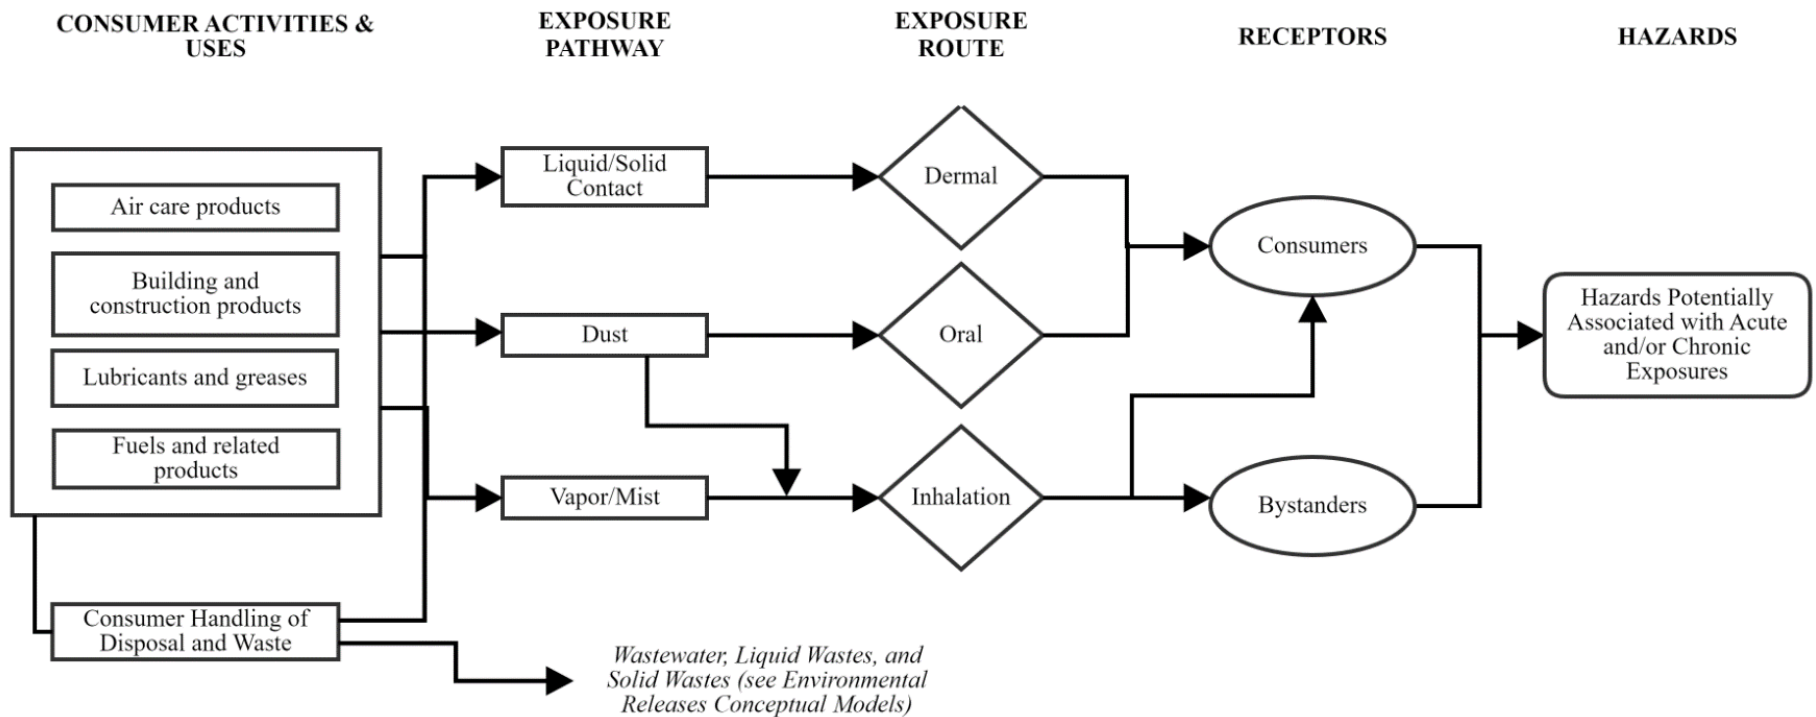 CONSUMER ACTIVITIES &
USES
EXPOSURE
PATHWAY
EXPOSURE
ROUTE
RECEPTORS
HAZARDS
Air care products
Building and
construction products
Lubricants and greases
Fuels and related
products
Consumer Handling of
Disposal and Waste
Liquid/Solid
Contact
Dust
Vapor/Mist
Wastewater, Liquid Wastes, and
Solid Wastes (see Environmental
Releases Conceptual Models)
Dermal
Oral
Inhalation
Consumers
Bystanders
Hazards Potentially
Associated with Acute
and/or Chronic
Exposures